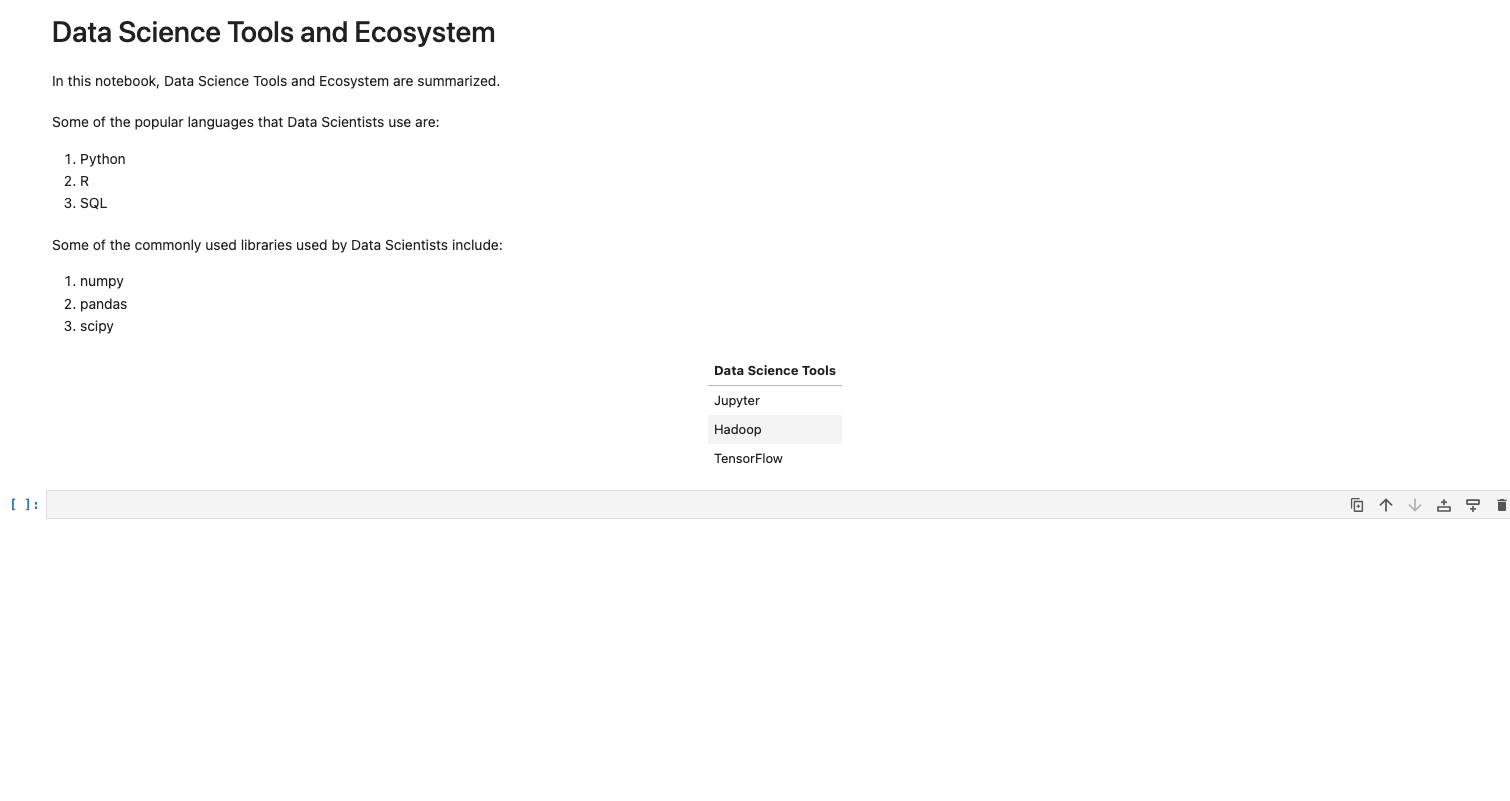 Data Science Tools and Ecosystem
In this notebook, Data Science Tools and Ecosystem are summarized.
Some of the popular languages that Data Scientists use are:
1. Python
2. R
3. SQL
Some of the commonly used libraries used by Data Scientists include:
1. numpy
2. pandas
3. scipy
Data Science Tools
Jupyter
Hadoop
TensorFlow
[ ]: